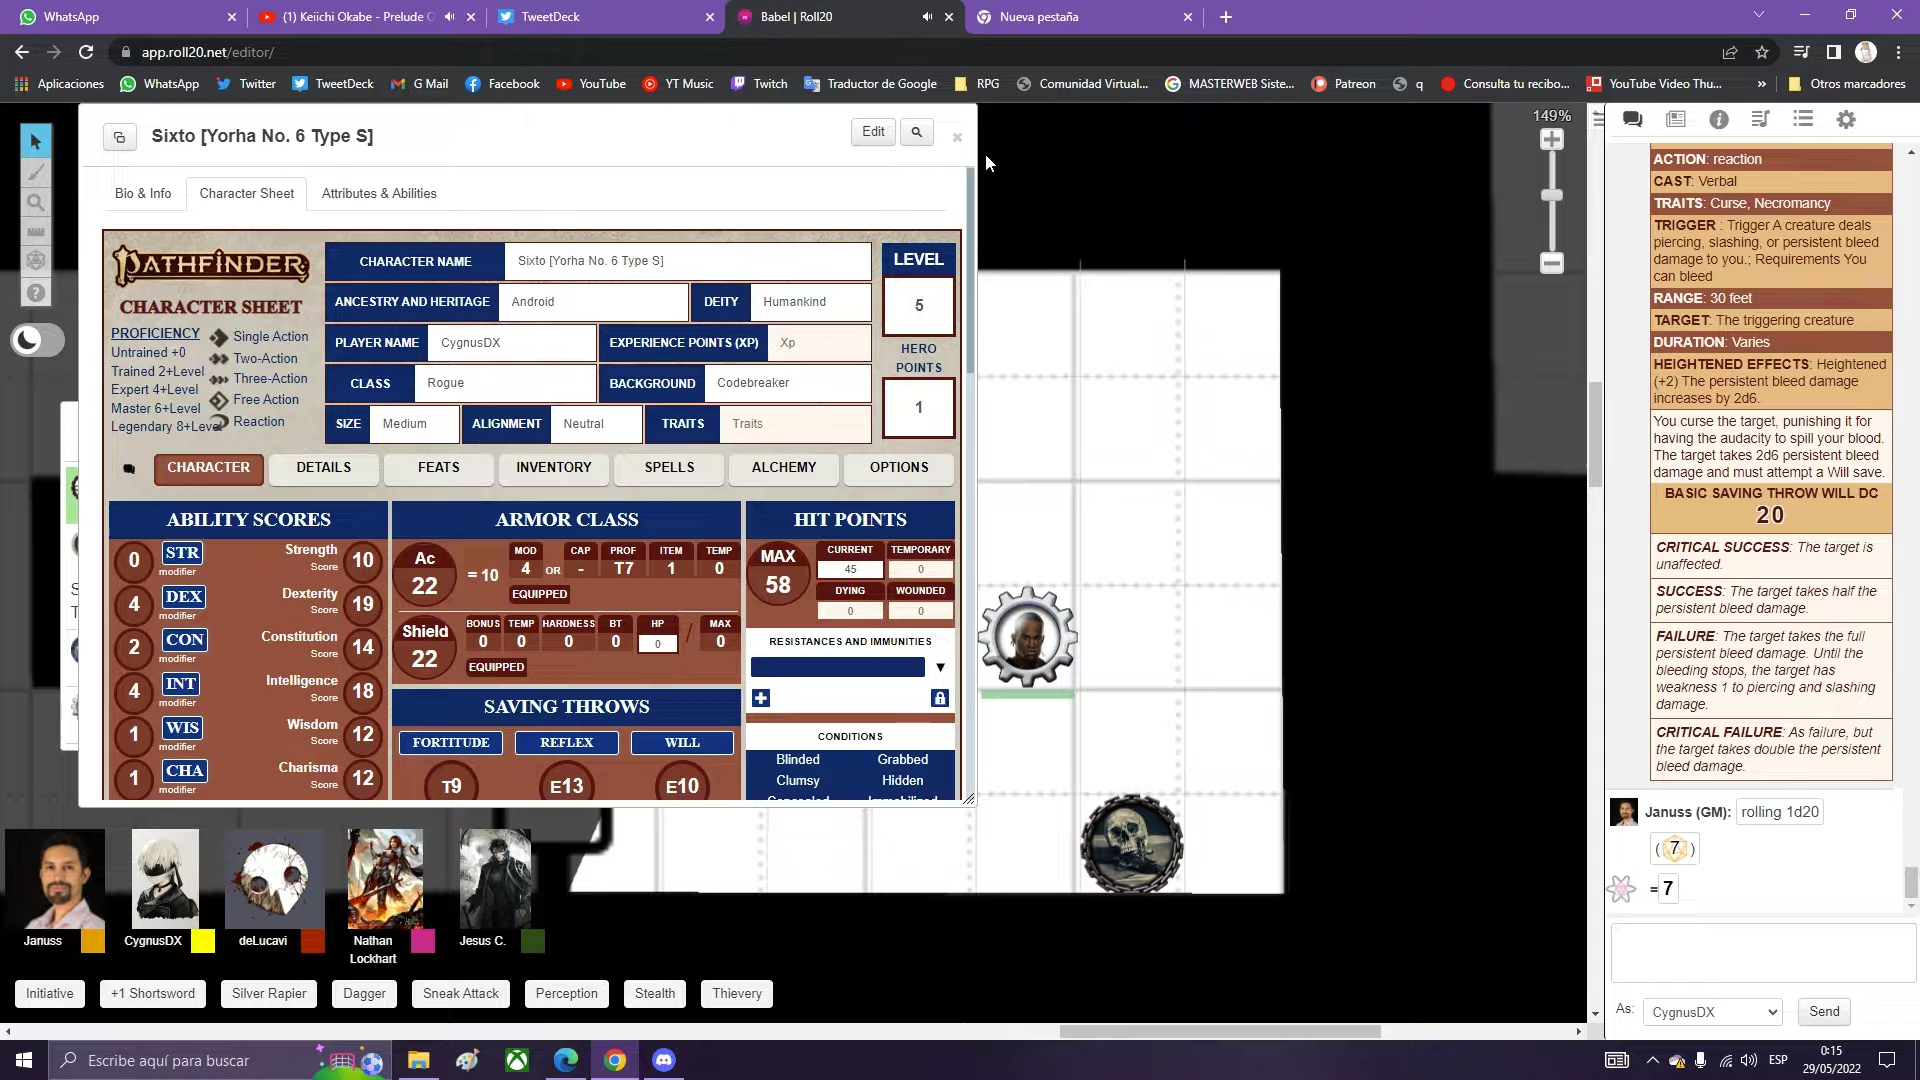 WhatsApp
(1) Keiichi Okabe - Prelude
TweetDeck
Babel | Roll20
Nueva pestaña
app.roll20.net/editor/
Aplicaciones
WhatsApp
Twitter
TweetDeck
G Mail
Facebook
YouTube
YT Music
Twitch
Traductor de Google
RPG
Comunidad Virtual...
MASTERWEB Siste...
Patreon
q
Consulta tu recibo...
YouTube Video Thu...
»
Otros marcadores
Sixto [Yorha No. 6 Type S]
Edit
Bio & Info
Character Sheet
Attributes & Abilities
PATHFINDER
CHARACTER SHEET
PROFICIENCY
Untrained +0
Trained 2+Level
Expert 4+Level
Master 6+Level
Legendary 8+Level
Single Action
Two-Action
Three-Action
Free Action
Reaction
CHARACTER NAME
Sixto [Yorha No. 6 Type S]
ANCESTRY AND HERITAGE
Android
DEITY
Humankind
PLAYER NAME
CygnusDX
EXPERIENCE POINTS (XP)
Xp
CLASS
Rogue
BACKGROUND
Codebreaker
SIZE
Medium
ALIGNMENT
Neutral
TRAITS
Traits
LEVEL
5
HERO
POINTS
1
CHARACTER
DETAILS
FEATS
INVENTORY
SPELLS
ALCHEMY
OPTIONS
ABILITY SCORES
0
STR
modifier
Strength
Score
10
4
DEX
modifier
Dexterity
Score
19
2
CON
modifier
Constitution
Score
14
4
INT
modifier
Intelligence
Score
18
1
WIS
modifier
Wisdom
Score
12
1
CHA
modifier
Charisma
Score
12
ARMOR CLASS
Ac
22
= 10
MOD
4
OR
CAP
-
PROF
T7
ITEM
1
TEMP
0
EQUIPPED
Shield
22
BONUS
0
TEMP
0
HARDNESS
0
BT
0
HP
0
/
MAX
0
EQUIPPED
SAVING THROWS
FORTITUDE
REFLEX
WILL
T9
E13
E10
HIT POINTS
MAX
58
CURRENT
45
TEMPORARY
0
DYING
0
WOUNDED
0
RESISTANCES AND IMMUNITIES
CONDITIONS
Blinded
Grabbed
Clumsy
Hidden
Concealed
Immobilized
149%
ACTION: reaction
CAST: Verbal
TRAITS: Curse, Necromancy
TRIGGER : Trigger A creature deals
piercing, slashing, or persistent bleed
damage to you.; Requirements You
can bleed
RANGE: 30 feet
TARGET: The triggering creature
DURATION: Varies
HEIGHTENED EFFECTS: Heightened
(+2) The persistent bleed damage
increases by 2d6.
You curse the target, punishing it for
having the audacity to spill your blood.
The target takes 2d6 persistent bleed
damage and must attempt a Will save.
BASIC SAVING THROW WILL DC
20
CRITICAL SUCCESS: The target is
unaffected.
SUCCESS: The target takes half the
persistent bleed damage.
FAILURE: The target takes the full
persistent bleed damage. Until the
bleeding stops, the target has
weakness 1 to piercing and slashing
damage.
CRITICAL FAILURE: As failure, but
the target takes double the persistent
bleed damage.
Januss (GM): rolling 1d20
(7)
=7
As:
CygnusDX
Send
Januss
CygnusDX
deLucavi
Nathan
Lockhart
Jesus C.
Initiative
+1 Shortsword
Silver Rapier
Dagger
Sneak Attack
Perception
Stealth
Thievery
Escribe aquí para buscar
ESP
0:15
29/05/2022